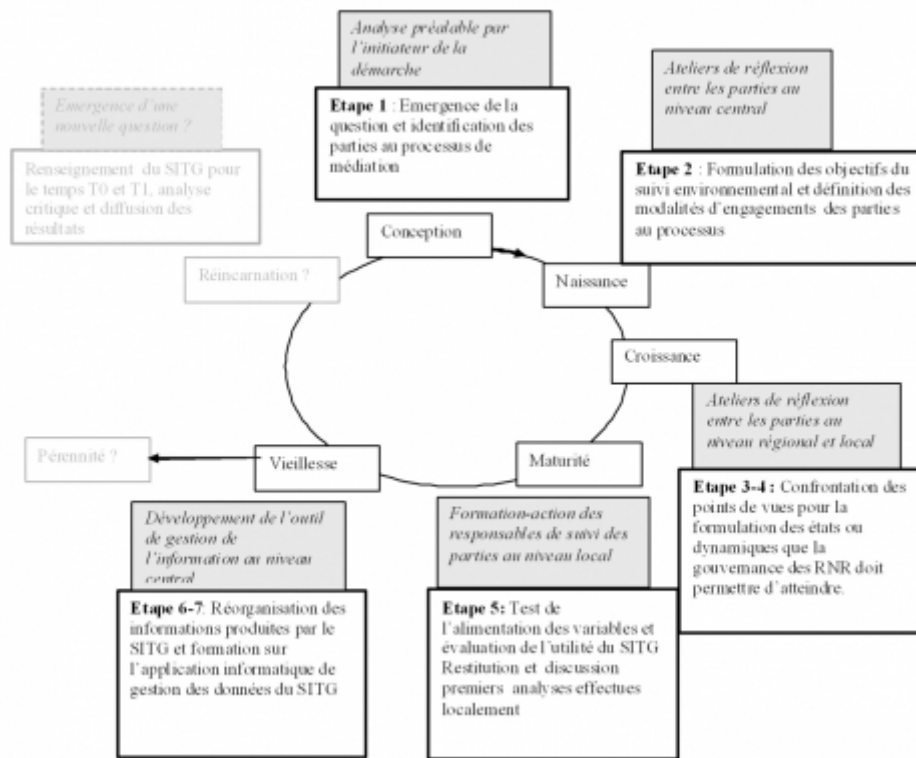 Analyse préalable par
l'initiateur de la
démarche
Etape 1 : Emergence de la
question et identification des
parties au processus de
médiation
Ateliers de réflexion
entre les parties au
niveau central
Etape 2 : Formulation des objectifs du
suivi environnemental et définition des
modalités d'engagements des parties
au processus
Emergence d'une
nouvelle question ?
Renseignement du SITG pour
le temps T0 et T1, analyse
critique et diffusion des
résultats
Conception
Réincarnation ?
Naissance
Croissance
Ateliers de réflexion
entre les parties au
niveau régional et local
Etape 3-4 : Confrontation des
points de vues pour la
formulation des états ou
dynamiques que la
gouvernance des RNR doit
permettre d'atteindre.
Pérennité ?
Vieillesse
Maturité
Développement de l'outil
de gestion de
l'information au niveau
central
Etape 6-7: Réorganisation des
informations produites par le
SITG et formation sur
l'application informatique de
gestion des données du SITG
Formation-action des
responsables de suivi des
parties au niveau local
Etape 5: Test de
l'alimentation des variables et
évaluation de l'utilité du SITG
Restitution et discussion
premiers analyses effectues
localement